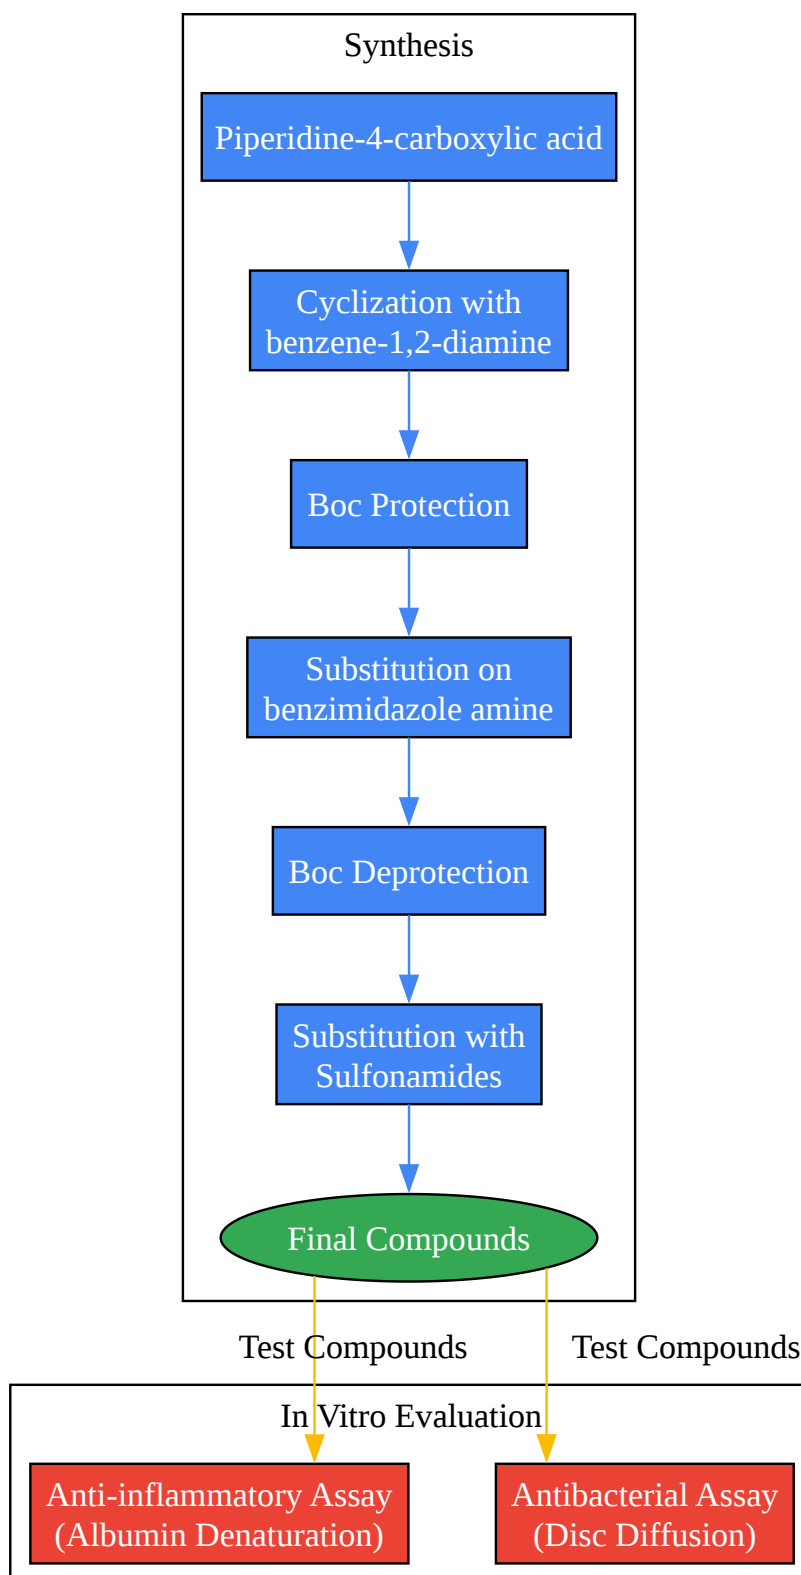 Synthesis
Piperidine-4-carboxylic acid
Cyclization with
benzene-1,2-diamine
Boc Protection
Substitution on
benzimidazole amine
Boc Deprotection
Substitution with
Sulfonamides
Final Compounds
Test Compounds
Test Compounds
In Vitro Evaluation
Anti-inflammatory Assay
(Albumin Denaturation)
Antibacterial Assay
(Disc Diffusion)